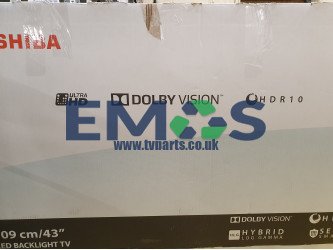 SHIBA
ULTRA HD DOLBY VISION HDR10
EMOS
www.tvparts.co.uk
09 cm/43"
ED BACKLIGHT TV
DOLBY VISION
HYBRID
LOG GAMMA
SE